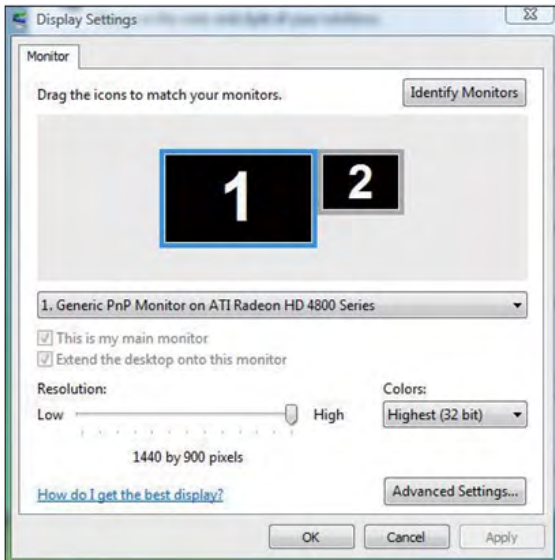 Display Settings
Monitor
Drag the icons to match your monitors.
Identify Monitors
1
2
1. Generic PnP Monitor on ATI Radeon HD 4800 Series
This is my main monitor
Extend the desktop onto this monitor
Resolution:
Colors:
Low
High
Highest (32 bit)
1440 by 900 pixels
How do I get the best display?
Advanced Settings...
OK
Cancel
Apply